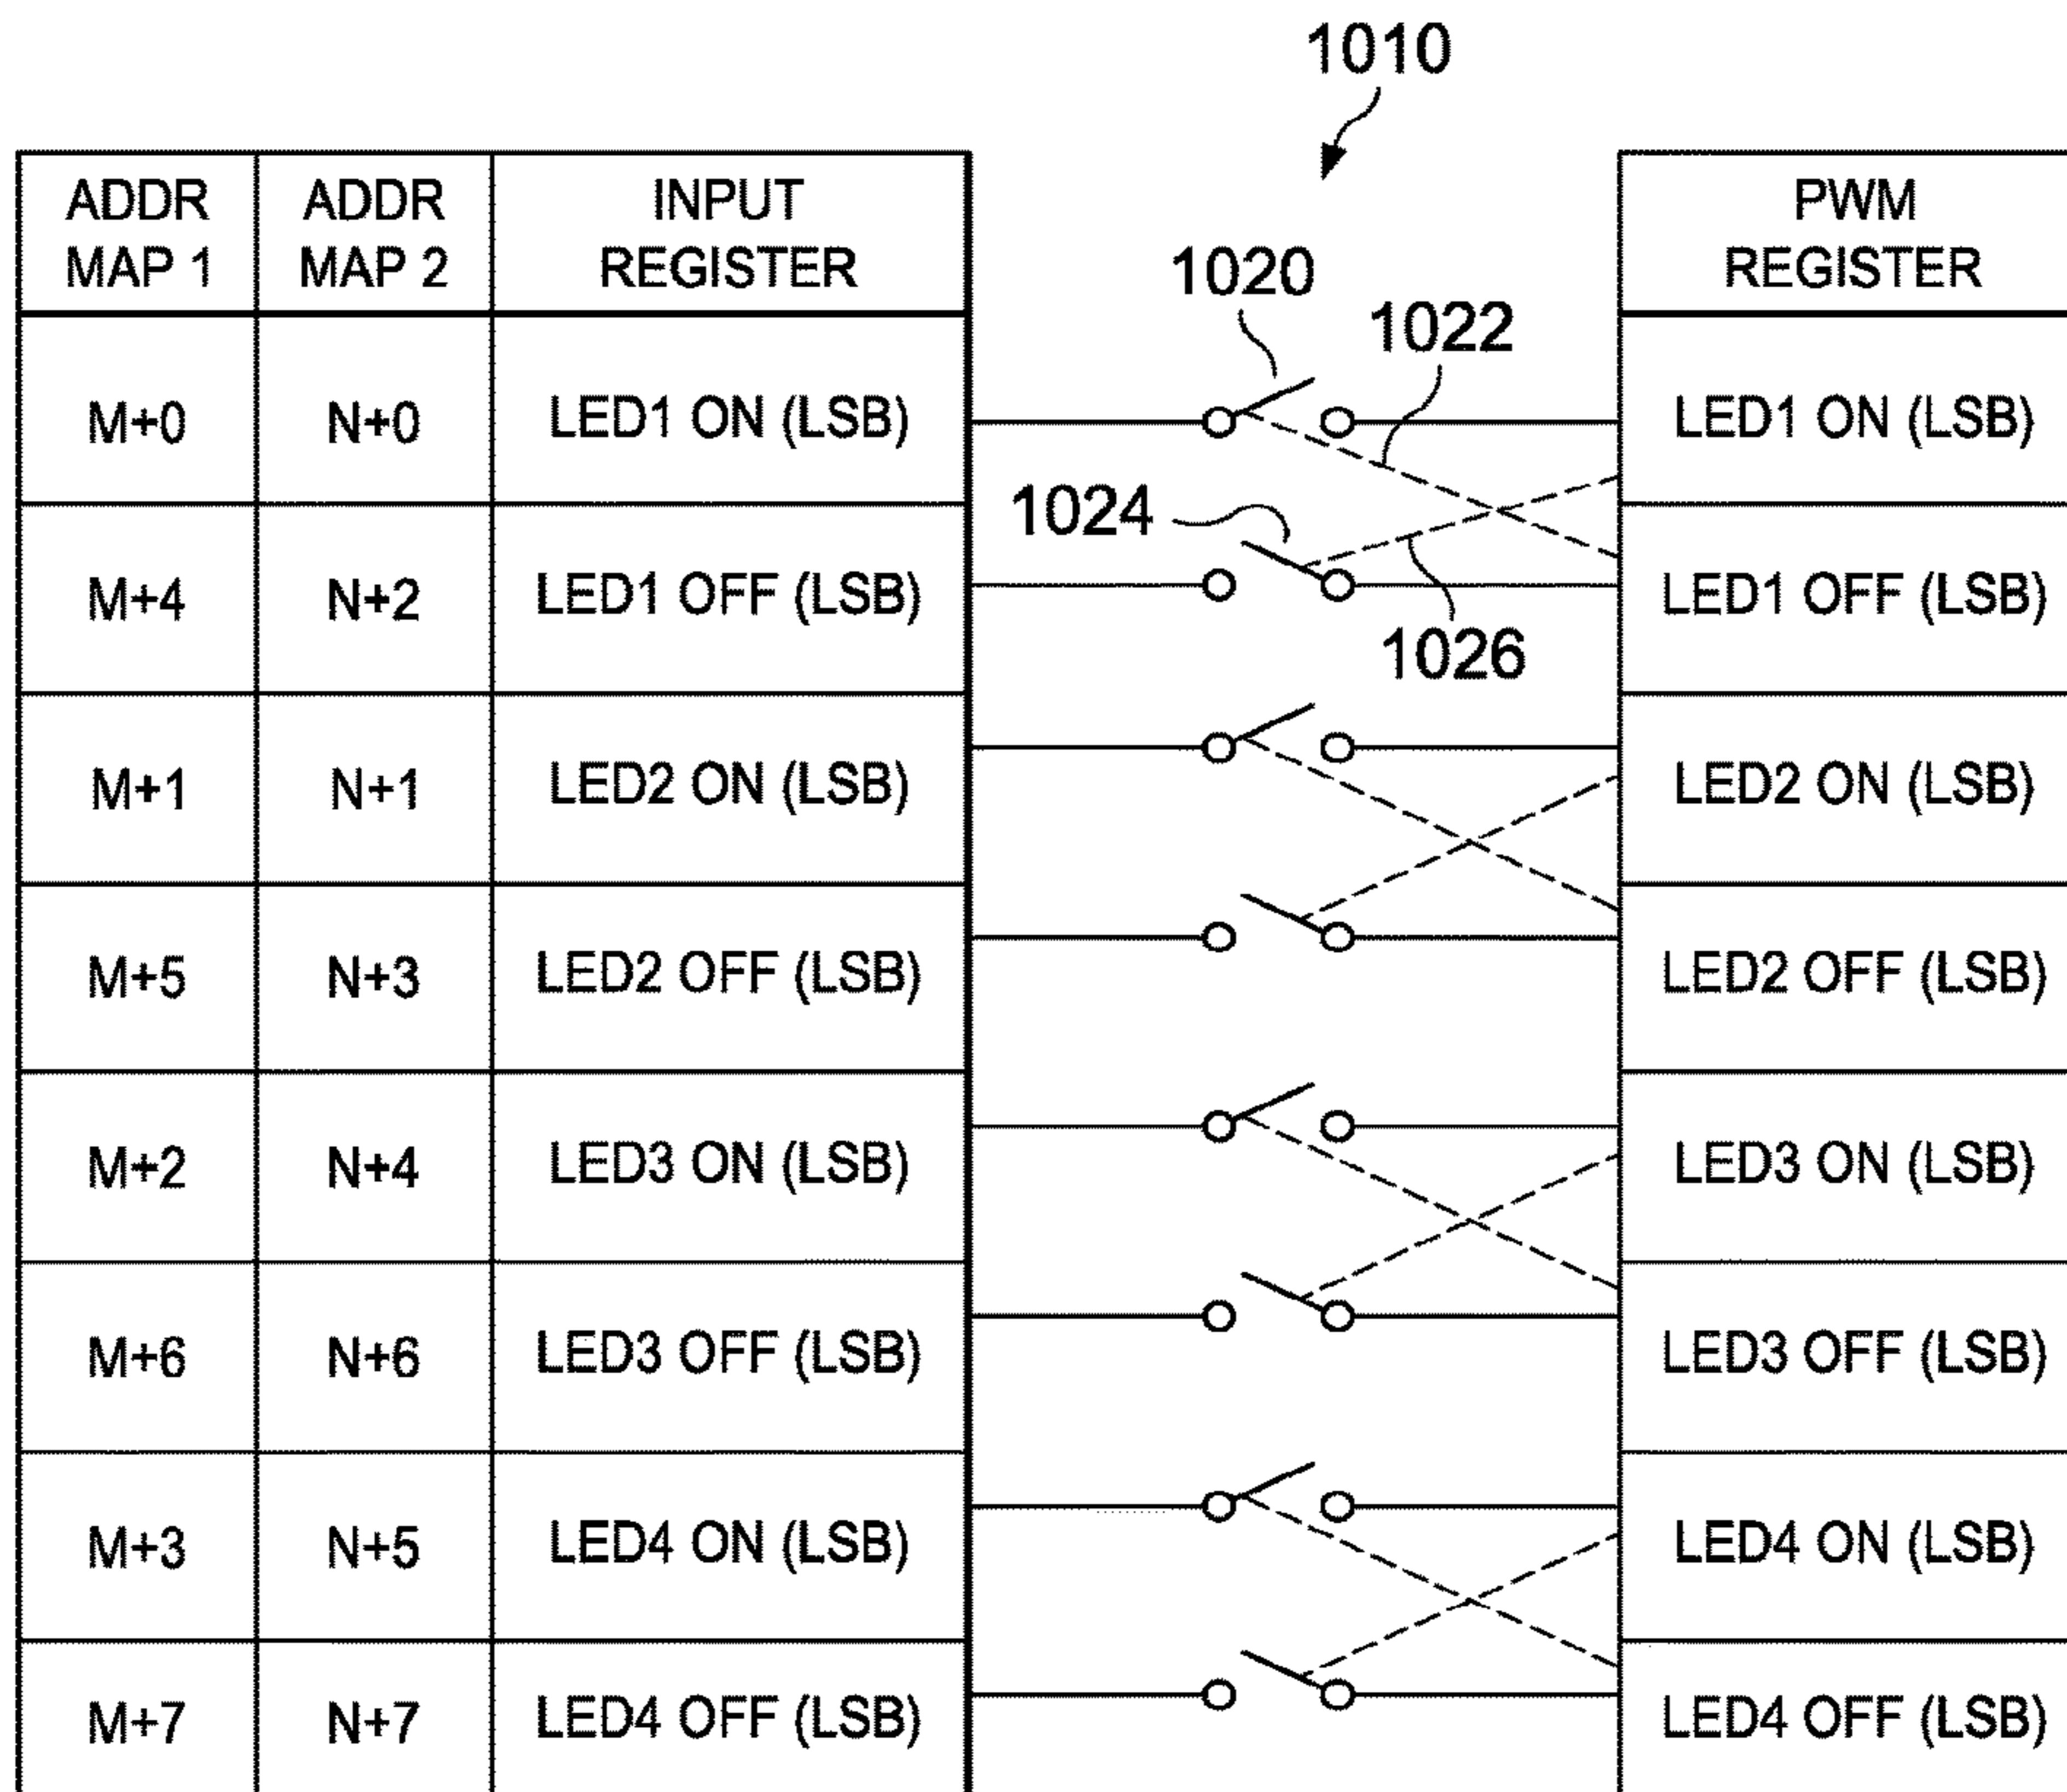 1010
ADDR MAP 1 ADDR MAP 2 INPUT REGISTER PWM REGISTER
1020
1022
M+0 N+0 LED1 ON (LSB) LED1 ON (LSB)
1024
M+4 N+2 LED1 OFF (LSB) LED1 OFF (LSB)
1026
M+1 N+1 LED2 ON (LSB) LED2 ON (LSB)
M+5 N+3 LED2 OFF (LSB) LED2 OFF (LSB)
M+2 N+4 LED3 ON (LSB) LED3 ON (LSB)
M+6 N+6 LED3 OFF (LSB) LED3 OFF (LSB)
M+3 N+5 LED4 ON (LSB) LED4 ON (LSB)
M+7 N+7 LED4 OFF (LSB) LED4 OFF (LSB)